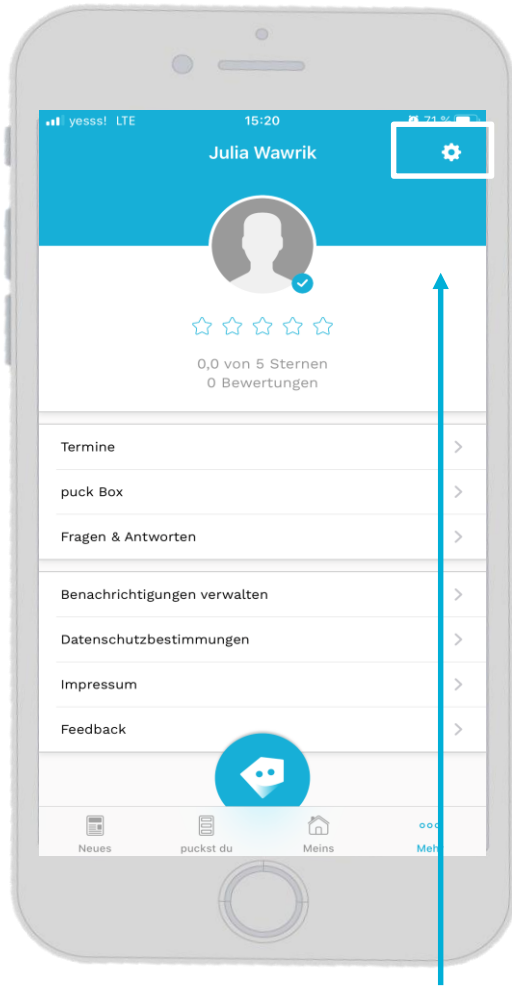 yesss! LTE 15:20 71 %
Julia Wawrik
0,0 von 5 Sternen
0 Bewertungen
Termine
puck Box
Fragen & Antworten
Benachrichtigungen verwalten
Datenschutzbestimmungen
Impressum
Feedback
Neues puckst du Meins Mehr